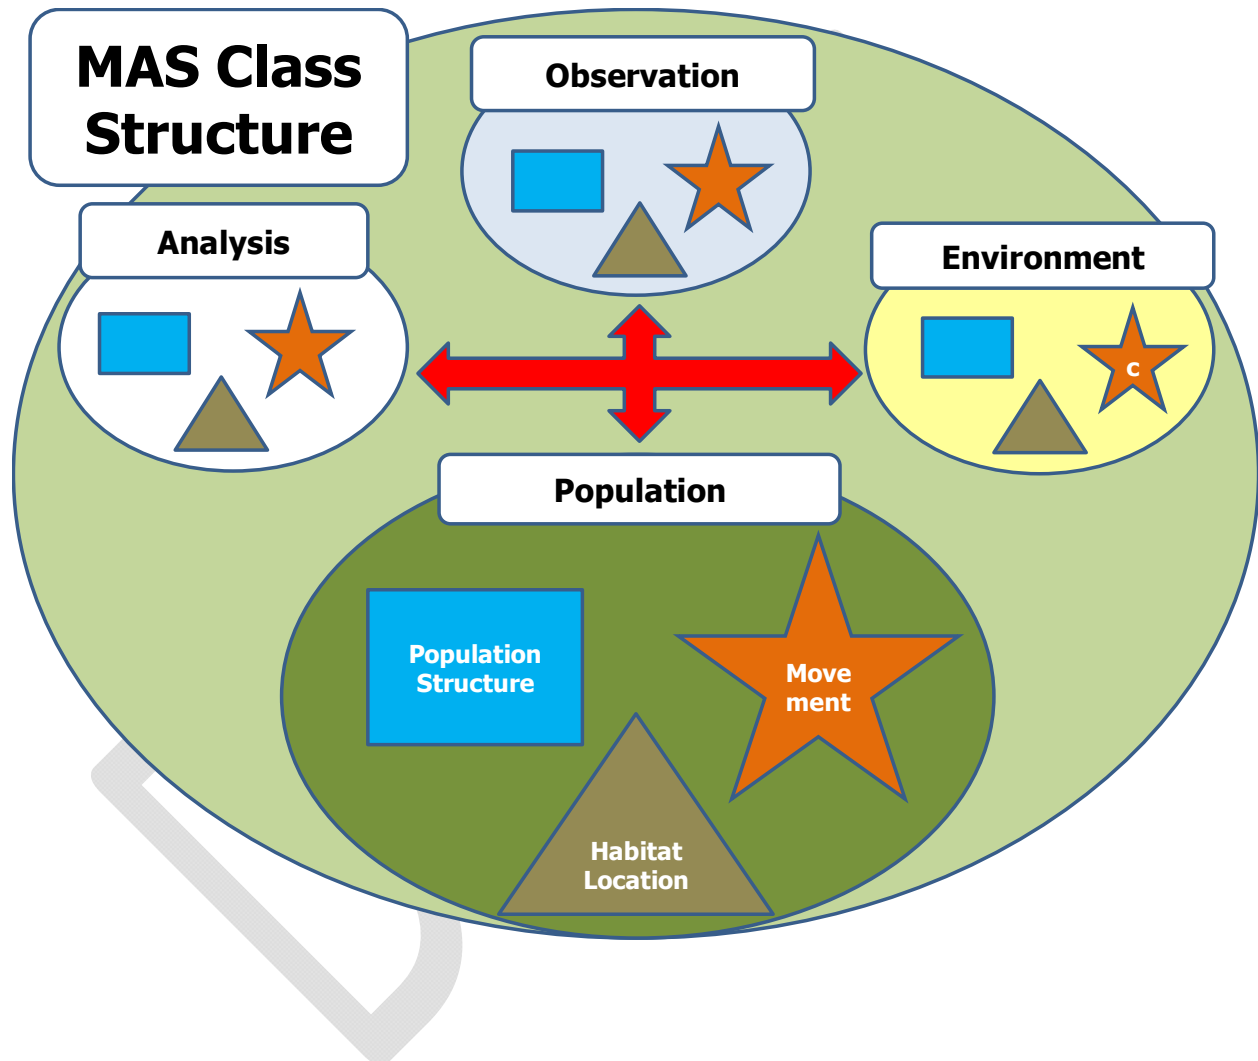 MAS Class
Structure
Observation
Analysis
Environment
c
Population
Population
Structure
Move
ment
Habitat
Location